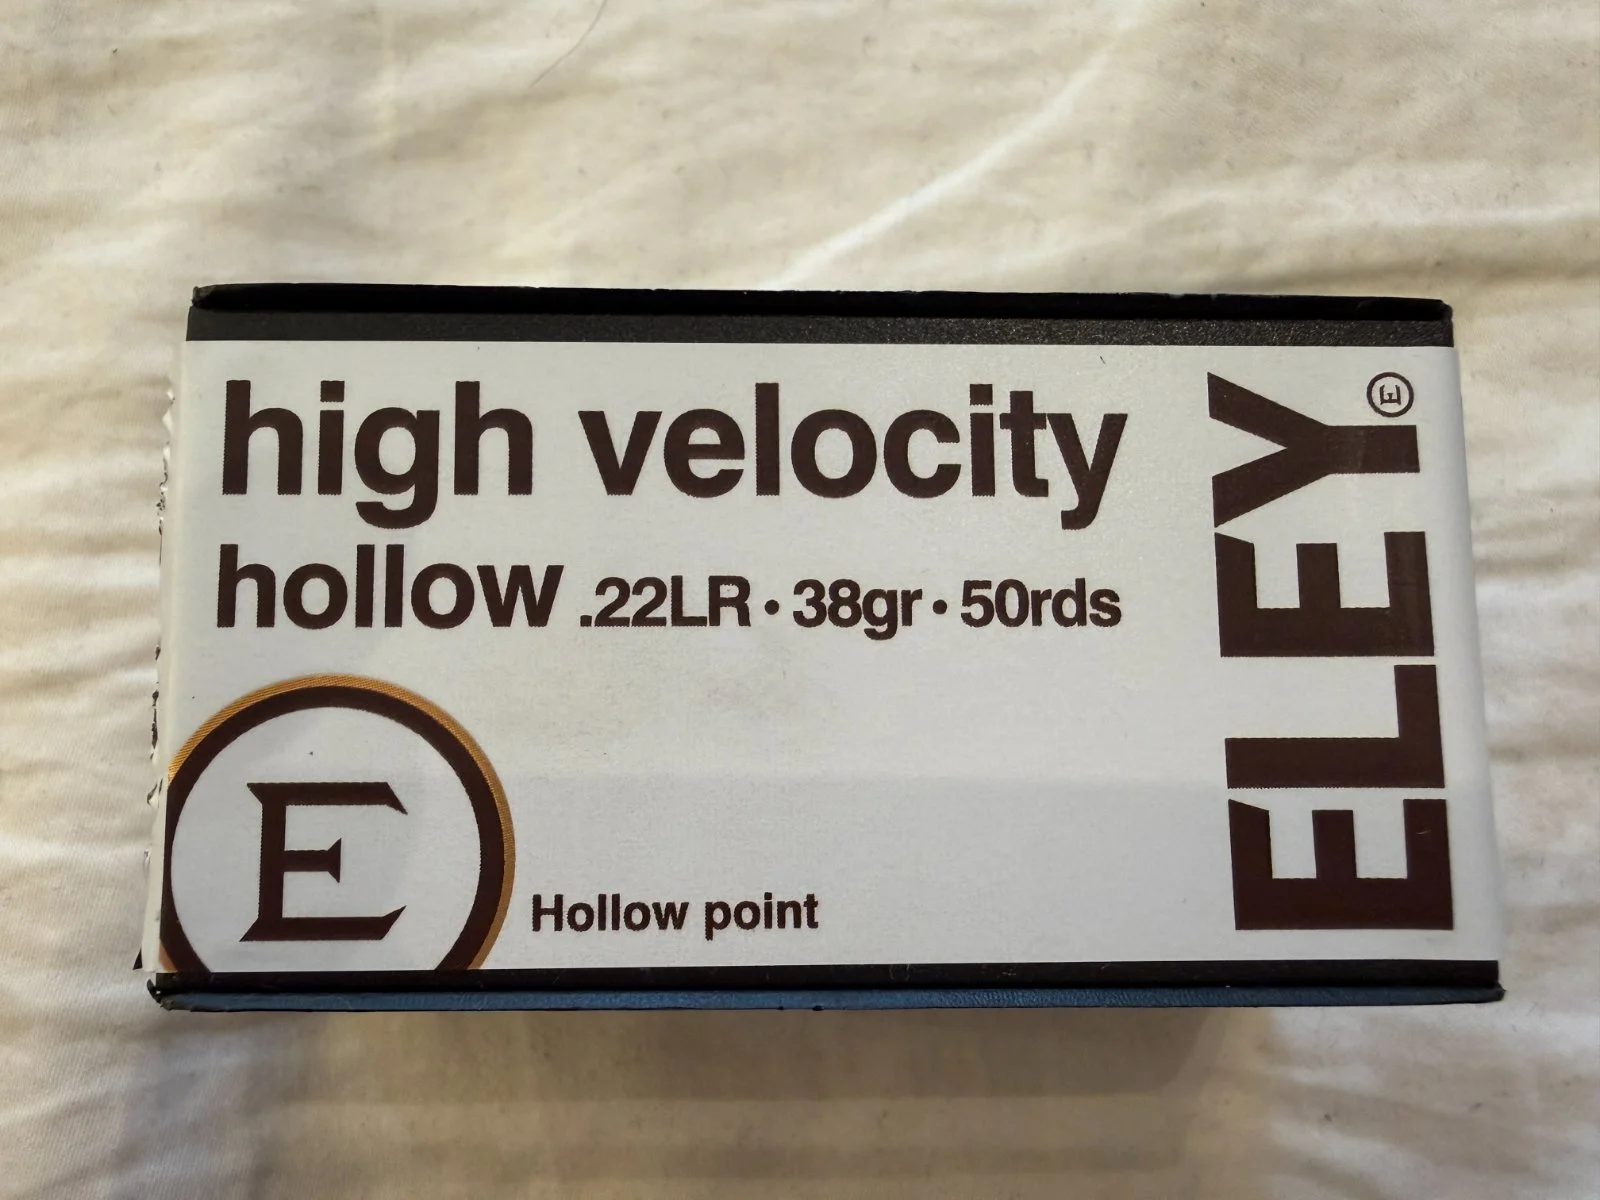 high velocity
hollow .22LR • 38gr • 50rds
E
Hollow point
ELEY
E